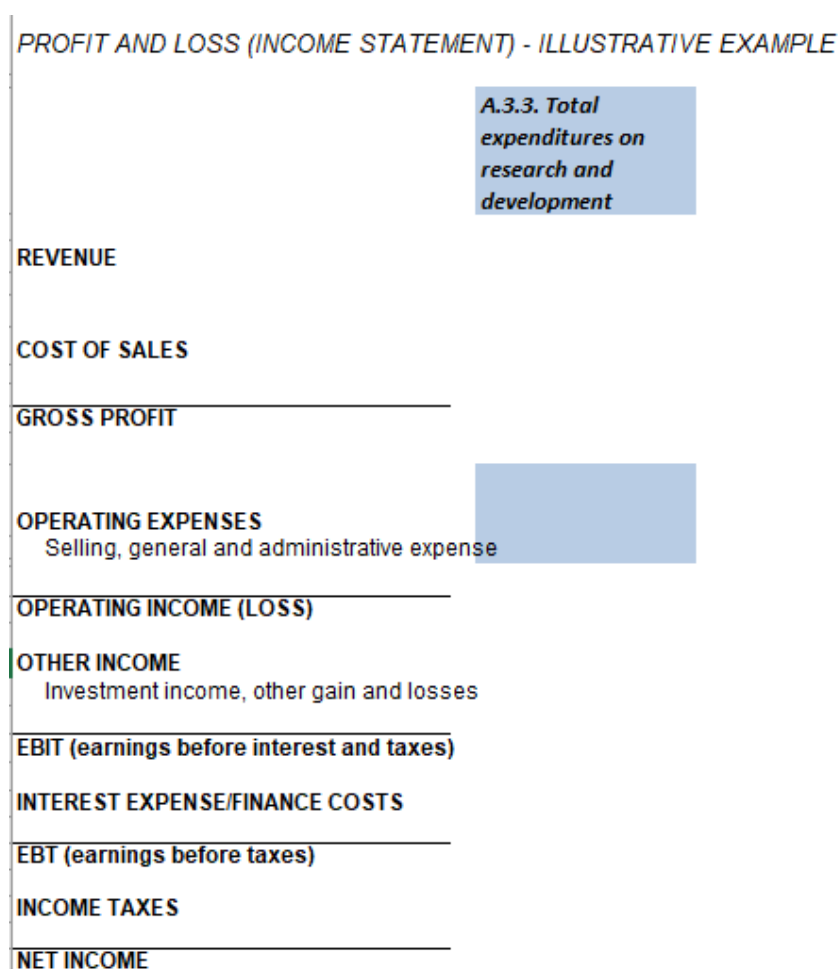 PROFIT AND LOSS (INCOME STATEMENT) - ILLUSTRATIVE EXAMPLE
A.3.3. Total
expenditures on
research and
development
REVENUE
COST OF SALES
GROSS PROFIT
OPERATING EXPENSES
Selling, general and administrative expense
OPERATING INCOME (LOSS)
OTHER INCOME
Investment income, other gain and losses
EBIT (earnings before interest and taxes)
INTEREST EXPENSE/FINANCE COSTS
EBT (earnings before taxes)
INCOME TAXES
NET INCOME